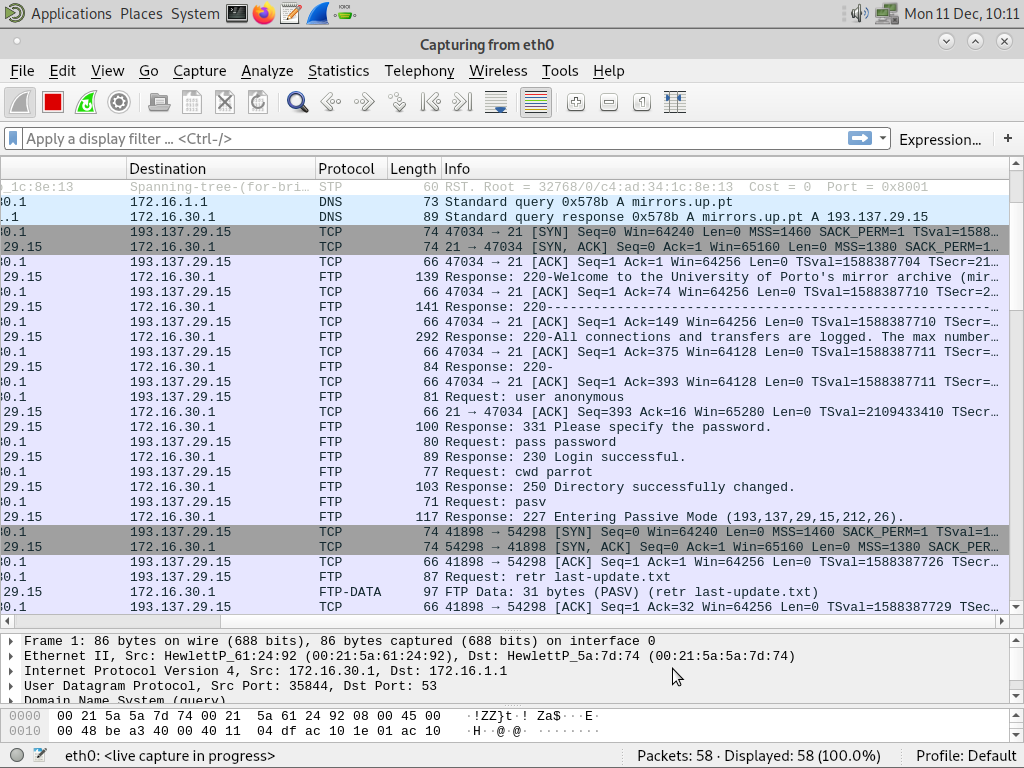 Applications Places System Mon 11 Dec, 10:11
Capturing from eth0
File Edit View Go Capture Analyze Statistics Telephony Wireless Tools Help
Apply a display filter … <Ctrl-/> Expression… +
Destination Protocol Length Info
_1c:8e:13 Spanning-tree-(for-bri… STP 60 RST. Root = 32768/0/c4:ad:34:1c:8e:13 Cost = 0 Port = 0x8001
30.1 172.16.1.1 DNS 73 Standard query 0x578b A mirrors.up.pt
.1 172.16.30.1 DNS 89 Standard query response 0x578b A mirrors.up.pt A 193.137.29.15
30.1 193.137.29.15 TCP 74 47034 → 21 [SYN] Seq=0 Win=64240 Len=0 MSS=1460 SACK_PERM=1 TSval=1588…
29.15 172.16.30.1 TCP 74 21 → 47034 [SYN, ACK] Seq=0 Ack=1 Win=65160 Len=0 MSS=1380 SACK_PERM=1…
30.1 193.137.29.15 TCP 66 47034 → 21 [ACK] Seq=1 Ack=1 Win=64256 Len=0 TSval=1588387704 TSecr=21…
29.15 172.16.30.1 FTP 139 Response: 220-Welcome to the University of Porto's mirror archive (mir…
30.1 193.137.29.15 TCP 66 47034 → 21 [ACK] Seq=1 Ack=74 Win=64256 Len=0 TSval=1588387710 TSecr=2…
29.15 172.16.30.1 FTP 141 Response: 220---------------------------------------------------------…
30.1 193.137.29.15 TCP 66 47034 → 21 [ACK] Seq=1 Ack=149 Win=64256 Len=0 TSval=1588387710 TSecr=…
29.15 172.16.30.1 FTP 292 Response: 220-All connections and transfers are logged. The max number…
30.1 193.137.29.15 TCP 66 47034 → 21 [ACK] Seq=1 Ack=375 Win=64128 Len=0 TSval=1588387711 TSecr=…
29.15 172.16.30.1 FTP 84 Response: 220-
30.1 193.137.29.15 TCP 66 47034 → 21 [ACK] Seq=1 Ack=393 Win=64128 Len=0 TSval=1588387711 TSecr=…
30.1 193.137.29.15 FTP 81 Request: user anonymous
29.15 172.16.30.1 TCP 66 21 → 47034 [ACK] Seq=393 Ack=16 Win=65280 Len=0 TSval=2109433410 TSecr…
29.15 172.16.30.1 FTP 100 Response: 331 Please specify the password.
30.1 193.137.29.15 FTP 80 Request: pass password
29.15 172.16.30.1 FTP 89 Response: 230 Login successful.
30.1 193.137.29.15 FTP 77 Request: cwd parrot
29.15 172.16.30.1 FTP 103 Response: 250 Directory successfully changed.
30.1 193.137.29.15 FTP 71 Request: pasv
29.15 172.16.30.1 FTP 117 Response: 227 Entering Passive Mode (193,137,29,15,212,26).
30.1 193.137.29.15 TCP 74 41898 → 54298 [SYN] Seq=0 Win=64240 Len=0 MSS=1460 SACK_PERM=1 TSval=1…
29.15 172.16.30.1 TCP 74 54298 → 41898 [SYN, ACK] Seq=0 Ack=1 Win=65160 Len=0 MSS=1380 SACK_PER…
30.1 193.137.29.15 TCP 66 41898 → 54298 [ACK] Seq=1 Ack=1 Win=64256 Len=0 TSval=1588387726 TSecr…
30.1 193.137.29.15 FTP 87 Request: retr last-update.txt
29.15 172.16.30.1 FTP-DATA 97 FTP Data: 31 bytes (PASV) (retr last-update.txt)
30.1 193.137.29.15 TCP 66 41898 → 54298 [ACK] Seq=1 Ack=32 Win=64256 Len=0 TSval=1588387729 TSec…
Frame 1: 86 bytes on wire (688 bits), 86 bytes captured (688 bits) on interface 0
Ethernet II, Src: HewlettP_61:24:92 (00:21:5a:61:24:92), Dst: HewlettP_5a:7d:74 (00:21:5a:5a:7d:74)
Internet Protocol Version 4, Src: 172.16.30.1, Dst: 172.16.1.1
User Datagram Protocol, Src Port: 35844, Dst Port: 53
Domain Name System (query)
0000 00 21 5a 5a 7d 74 00 21 5a 61 24 92 08 00 45 00 ·!ZZ}t·! Za$···E·
0010 00 48 be a3 40 00 40 11 04 df ac 10 1e 01 ac 10 ·H··@·@· ········
eth0: <live capture in progress> Packets: 58 · Displayed: 58 (100.0%) Profile: Default